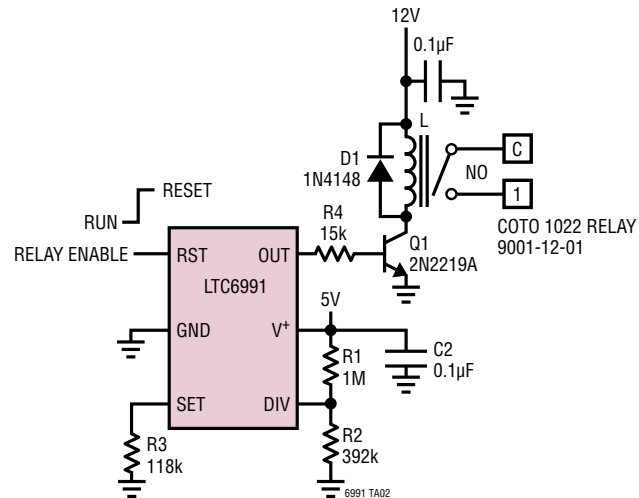 12V
0.1µF
L
D1
1N4148
C
NO
1
COTO 1022 RELAY
9001-12-01
RESET
RUN
R4
15k
Q1
2N2219A
RELAY ENABLE
RST
OUT
LTC6991
5V
GND
V+
C2
0.1µF
R1
1M
SET
DIV
R3
118k
R2
392k
6991 TA02